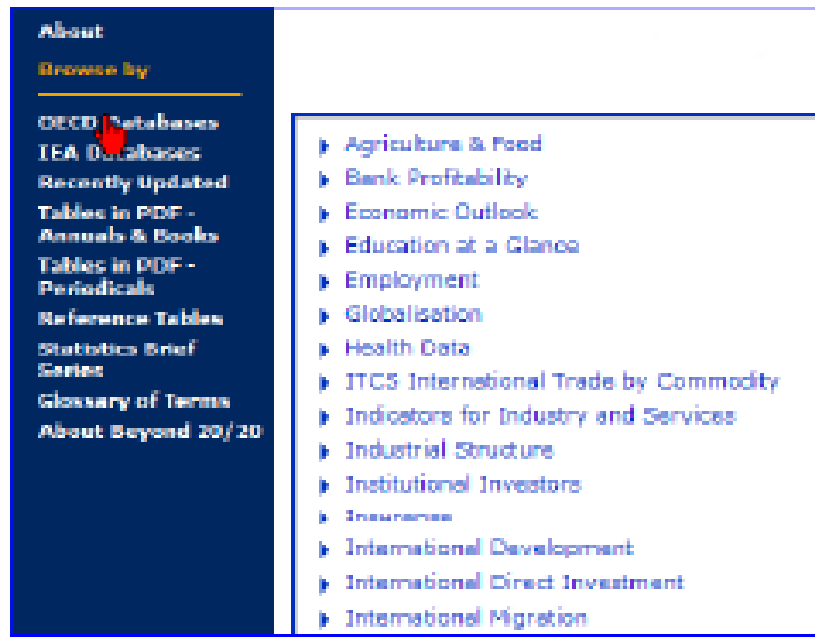 About
Browse by
OECD Databases
IEA Databases
Recently Updated
Tables in PDF -
Annuals & Books
Tables in PDF -
Periodicals
Reference Tables
Statistics Brief
Series
Glossary of Terms
About Beyond 20/20
Agriculture & Food
Bank Profitability
Economic Outlook
Education at a Glance
Employment
Globalisation
Health Data
ITCS International Trade by Commodity
Indicators for Industry and Services
Industrial Structure
Institutional Investors
Insurance
International Development
International Direct Investment
International Migration